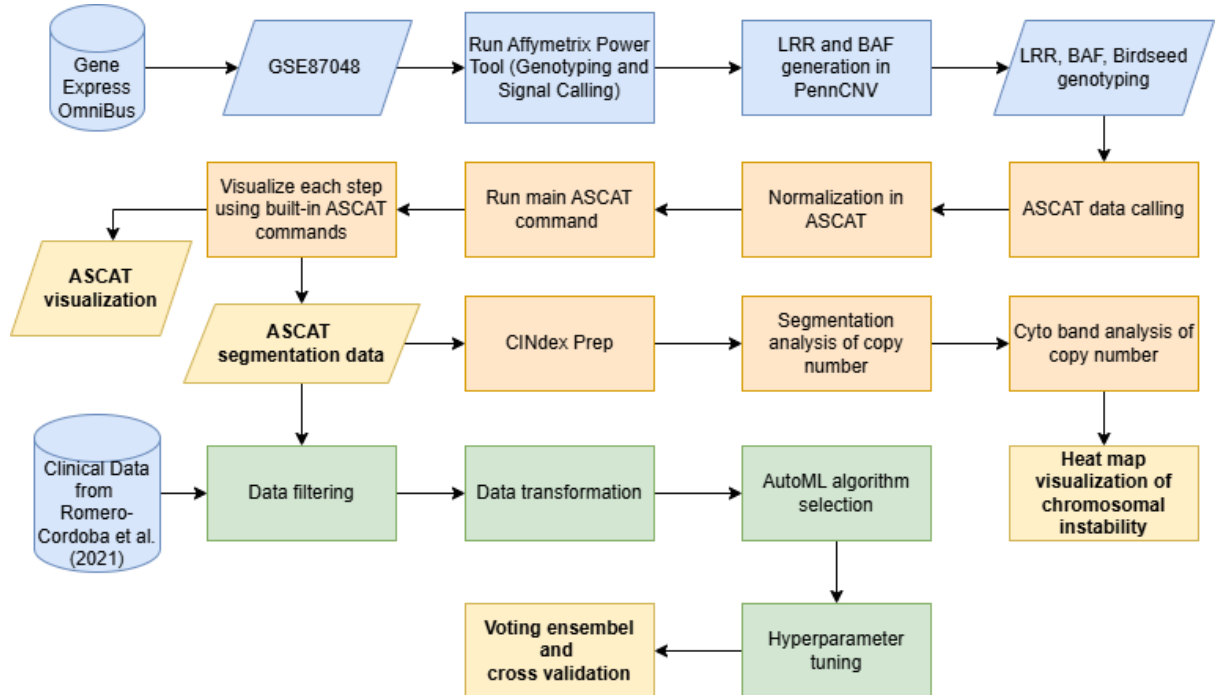 Gene
Express
OmniBus
GSE87048
Run Affymetrix Power
Tool (Genotyping and
Signal Calling)
LRR and BAF
generation in
PennCNV
LRR, BAF, Birdseed
genotyping
Visualize each step
using built-in ASCAT
commands
Run main ASCAT
command
Normalization in
ASCAT
ASCAT data calling
ASCAT
visualization
ASCAT
segmentation data
CINdex Prep
Segmentation
analysis of copy
number
Cyto band analysis of
copy number
Clinical Data
from
Romero-
Cordoba et al.
(2021)
Data filtering
Data transformation
AutoML algorithm
selection
Heat map
visualization of
chromosomal
instability
Voting ensembel
and
cross validation
Hyperparameter
tuning